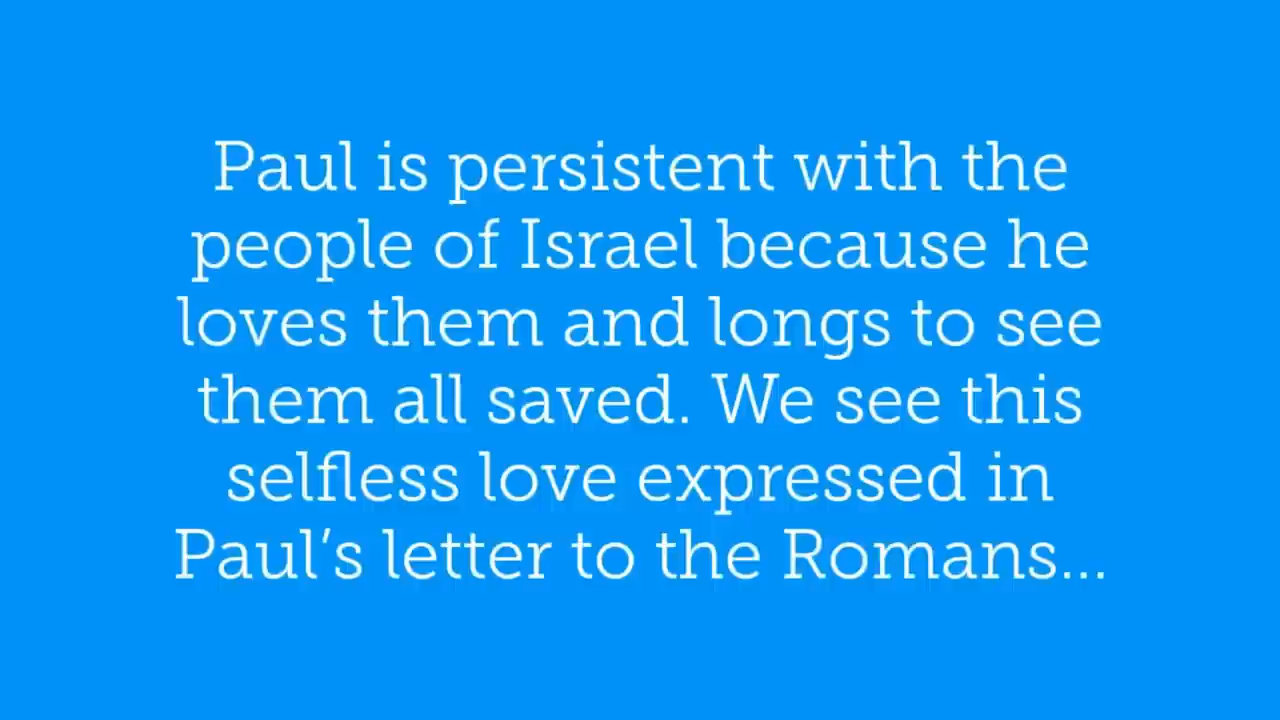 Paul is persistent with the
people of Israel because he
loves them and longs to see
them all saved. We see this
selfless love expressed in
Paul’s letter to the Romans...